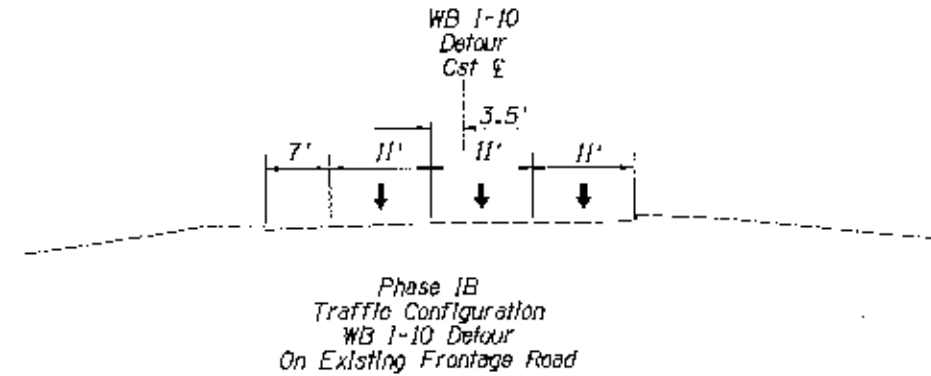 WB I-10
Detour
Cst ℄
3.5'
7' 11' 11' 11'
Phase 1B
Traffic Configuration
WB I-10 Detour
On Existing Frontage Road